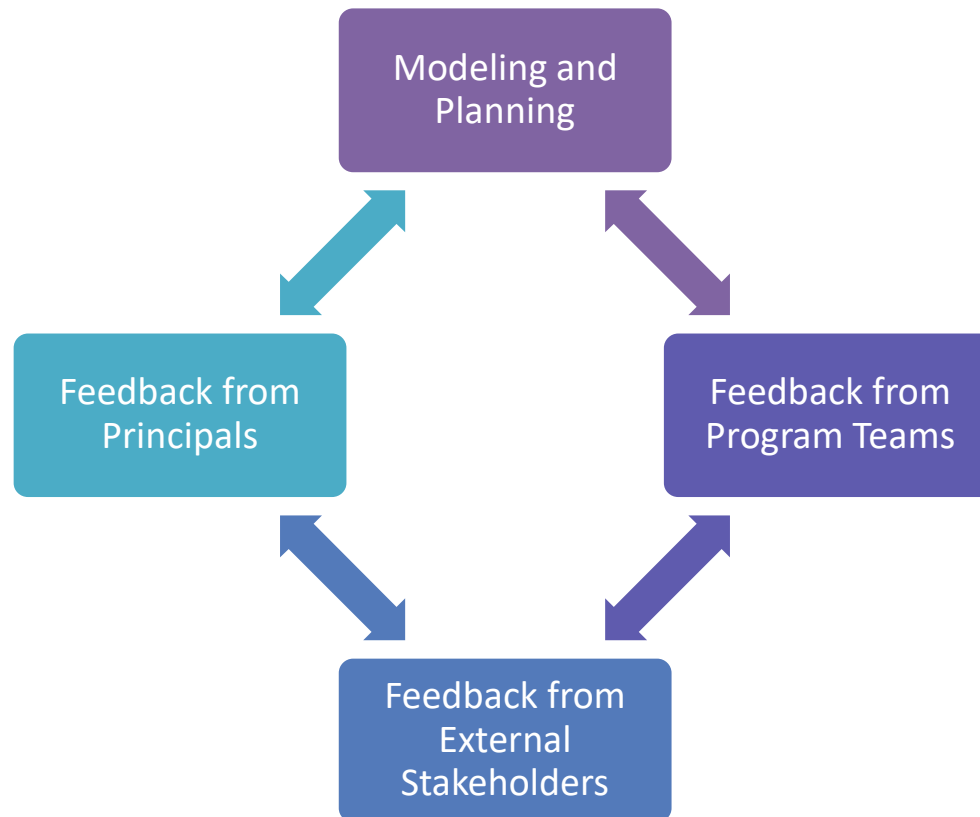 Modeling and
Planning
Feedback from
Principals
Feedback from
Program Teams
Feedback from
External
Stakeholders